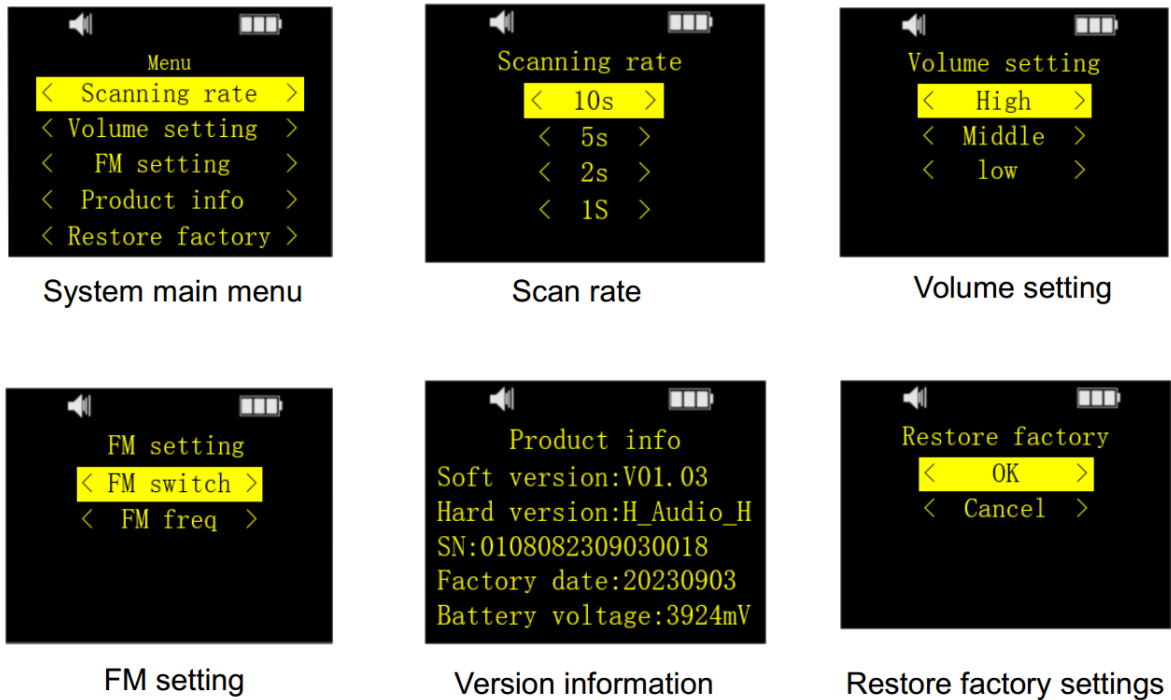 Menu
< Scanning rate >
< Volume setting >
< FM setting >
< Product info >
< Restore factory >
System main menu
Scanning rate
< 10s >
< 5s >
< 2s >
< 1S >
Scan rate
Volume setting
< High >
< Middle >
< low >
Volume setting
FM setting
< FM switch >
< FM freq >
FM setting
Product info
Soft version:V01.03
Hard version:H_Audio_H
SN:0108082309030018
Factory date:20230903
Battery voltage:3924mV
Version information
Restore factory
< OK >
< Cancel >
Restore factory settings